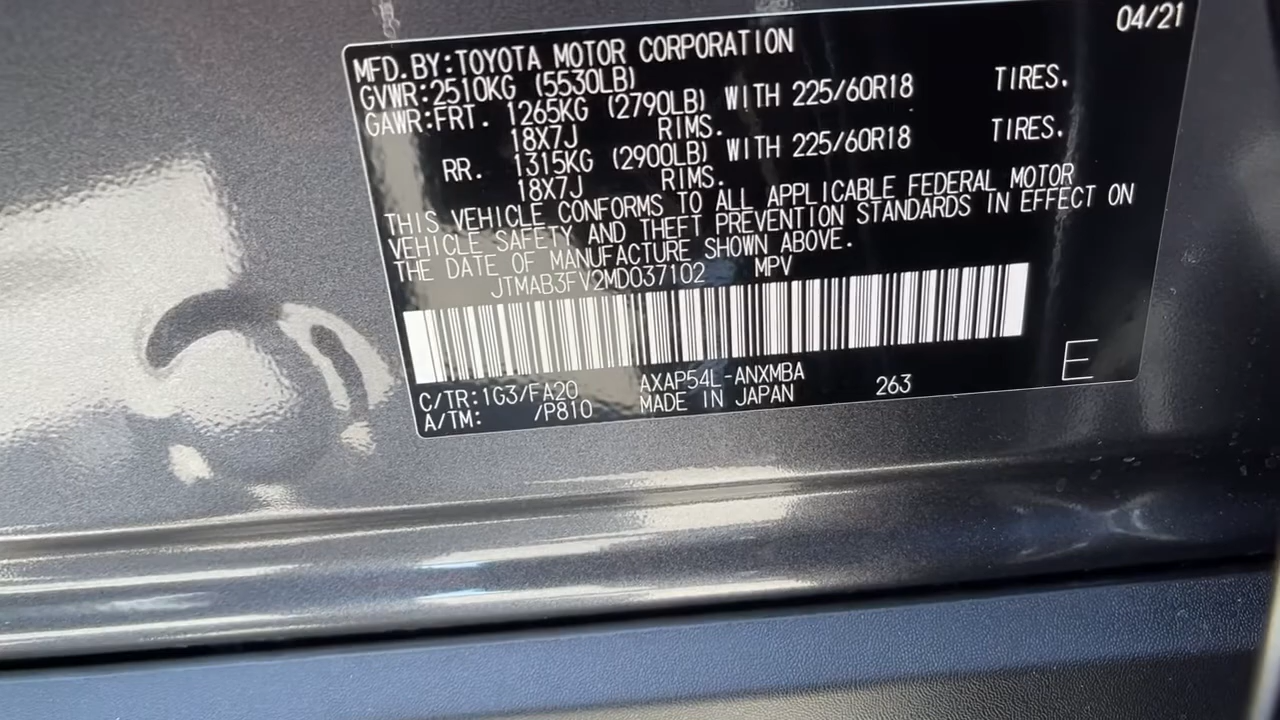 04/21
MFD.BY:TOYOTA MOTOR CORPORATION
GVWR:2510KG (5530LB)
GAWR:FRT. 1265KG (2790LB) WITH 225/60R18 TIRES.
18X7J RIMS.
RR. 1315KG (2900LB) WITH 225/60R18 TIRES.
18X7J RIMS.
THIS VEHICLE CONFORMS TO ALL APPLICABLE FEDERAL MOTOR
VEHICLE SAFETY AND THEFT PREVENTION STANDARDS IN EFFECT ON
THE DATE OF MANUFACTURE SHOWN ABOVE.
JTMAB3FV2MD037102 MPV
C/TR:1G3/FA20 AXAP54L-ANXMBA 263 E
A/TM: /P810 MADE IN JAPAN